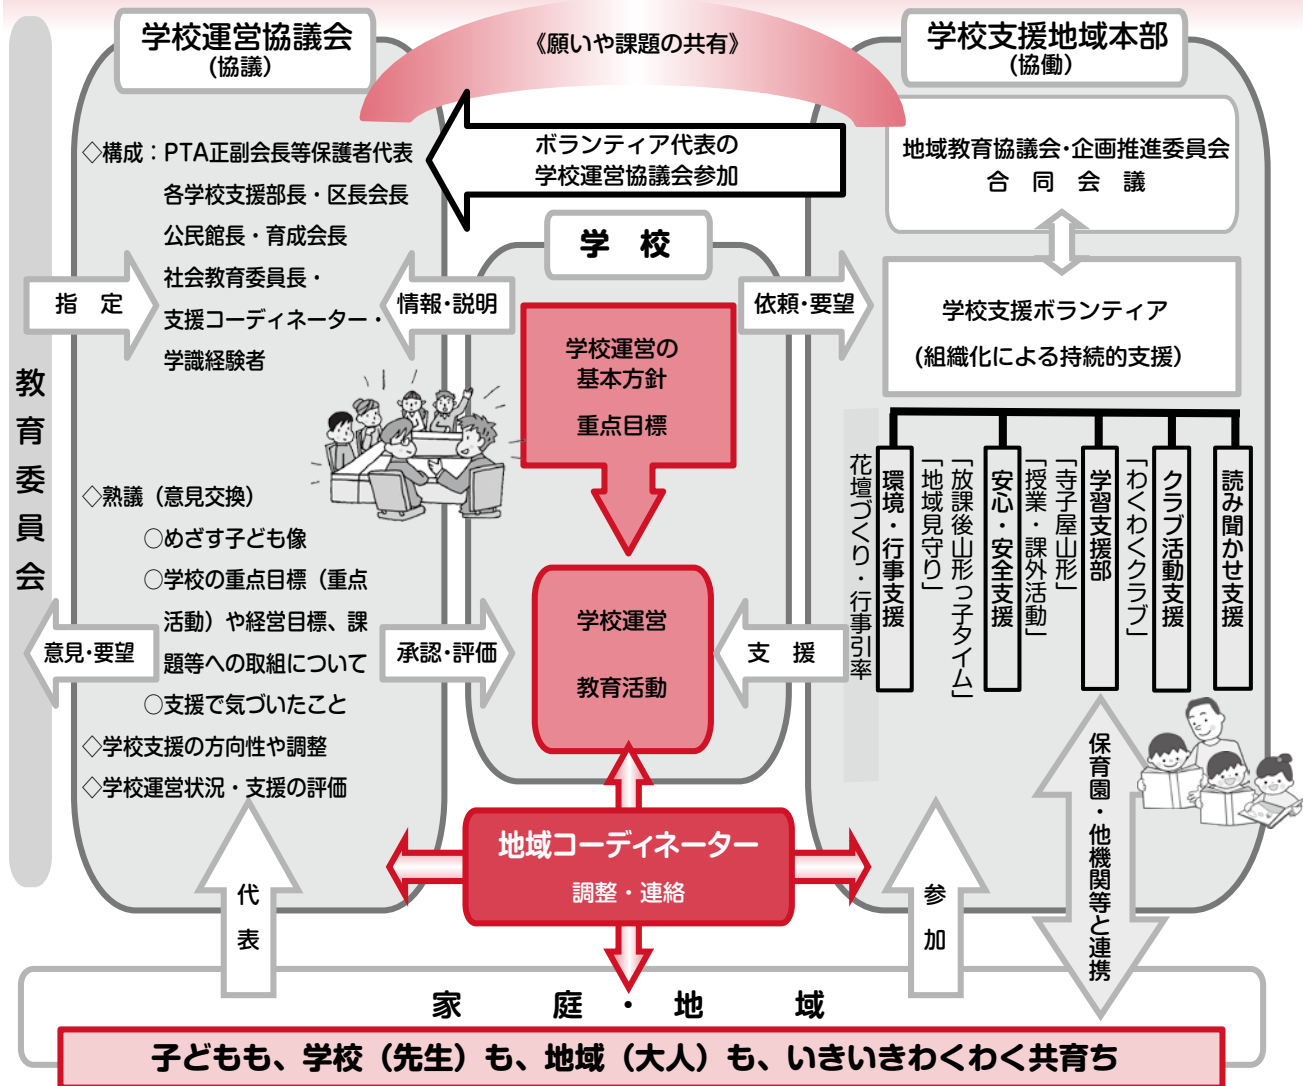 学校運営協議会
(協議)
《願いや課題の共有》
学校支援地域本部
(協働)
ボランティア代表の
学校運営協議会参加
◇構成：PTA正副会長等保護者代表
各学校支援部長・区長会長
公民館長・育成会長
社会教育委員長・
支援コーディネーター・
学識経験者
◇熟議（意見交換）
○めざす子ども像
○学校の重点目標（重点
活動）や経営目標、課
題等への取組について
○支援で気づいたこと
◇学校支援の方向性や調整
◇学校運営状況・支援の評価
教育委員会
指　定
意見・要望
情報・説明
承認・評価
学　校
学校運営の
基本方針
重点目標
学校運営
教育活動
依頼・要望
支　援
地域教育協議会・企画推進委員会
合　同　会　議
学校支援ボランティア
(組織化による持続的支援)
読み聞かせ支援
クラブ活動支援
「わくわくクラブ」
学習支援部
「寺子屋山形」
「授業・課外活動」
安心・安全支援
「放課後山形っ子タイム」
「地域見守り」
環境・行事支援
花壇づくり・行事引率
保育園・他機関等と連携
地域コーディネーター
調整・連絡
代表
参加
家　庭・地　域
子どもも、学校（先生）も、地域（大人）も、いきいきわくわく共育ち